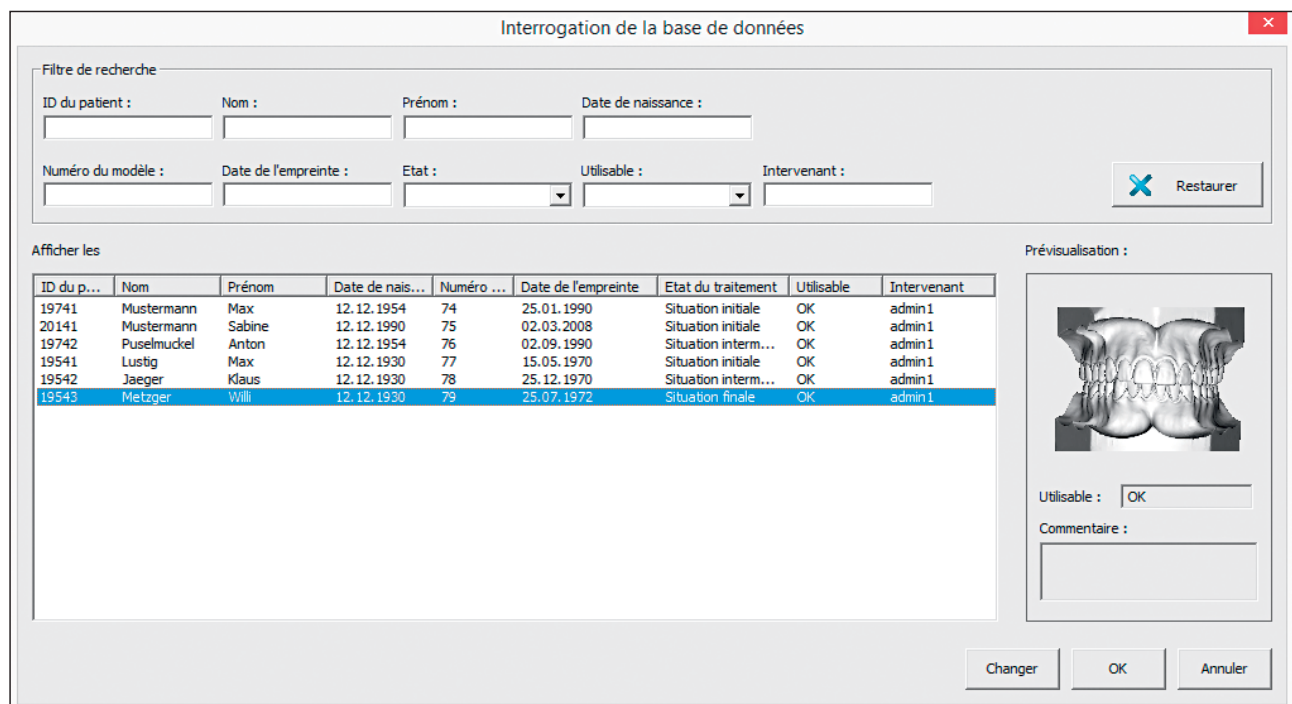 Interrogation de la base de données
Filtre de recherche
ID du patient : Nom : Prénom : Date de naissance :
Numéro du modèle : Date de l'empreinte : Etat : Utilisable : Intervenant :
Restaurer
Afficher les
Prévisualisation :
ID du p... Nom Prénom Date de nais... Numéro ... Date de l'empreinte Etat du traitement Utilisable Intervenant
19741 Mustermann Max 12.12.1954 74 25.01.1990 Situation initiale OK admin1
20141 Mustermann Sabine 12.12.1990 75 02.03.2008 Situation initiale OK admin1
19742 Puselmuckel Anton 12.12.1954 76 02.09.1990 Situation interm... OK admin1
19541 Lustig Max 12.12.1930 77 15.05.1970 Situation initiale OK admin1
19542 Jaeger Klaus 12.12.1930 78 25.12.1970 Situation interm... OK admin1
19543 Metzger Willi 12.12.1930 79 25.07.1972 Situation finale OK admin1
Utilisable : OK
Commentaire :
Changer OK Annuler